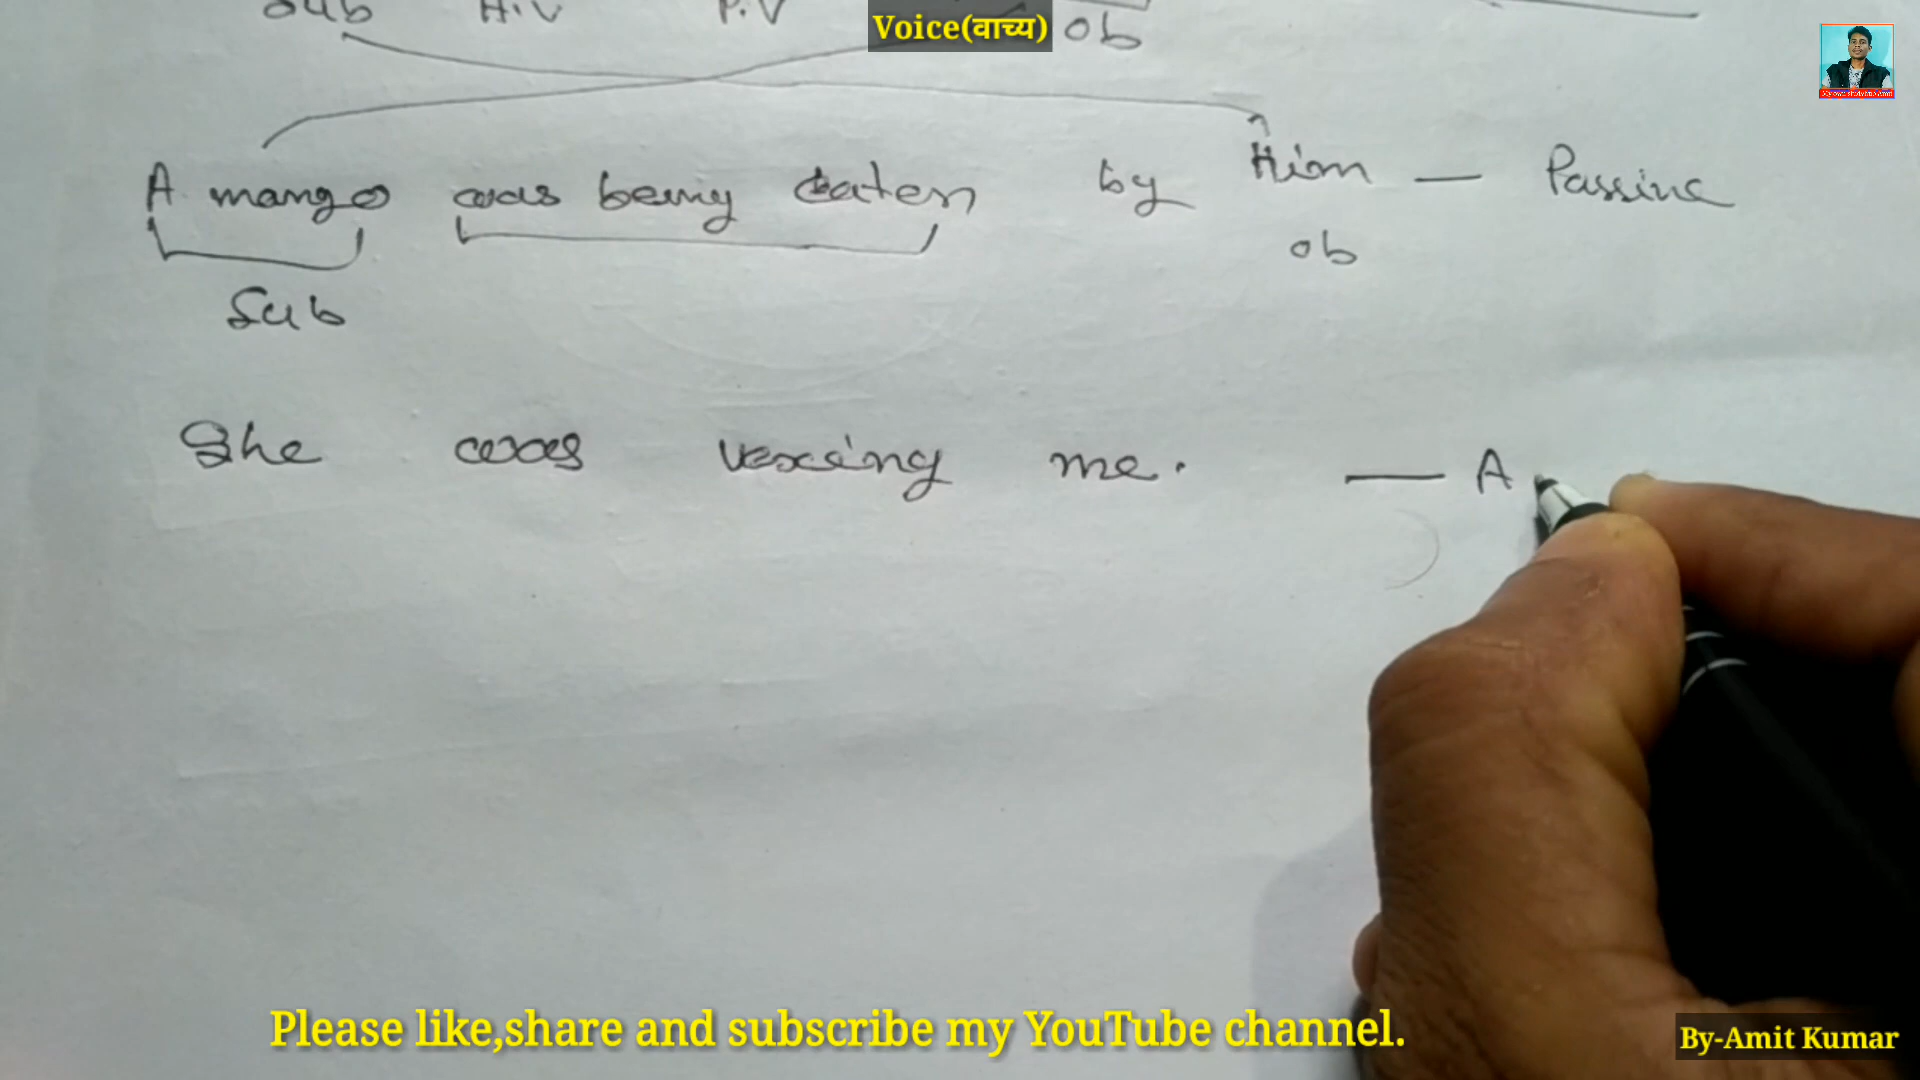 Sub H.V P.V ob
Voice(वाच्य)
A mango was being eaten by Him — Passive
ob
Sub
She was vexing me. — A
Please like,share and subscribe my YouTube channel.
By-Amit Kumar